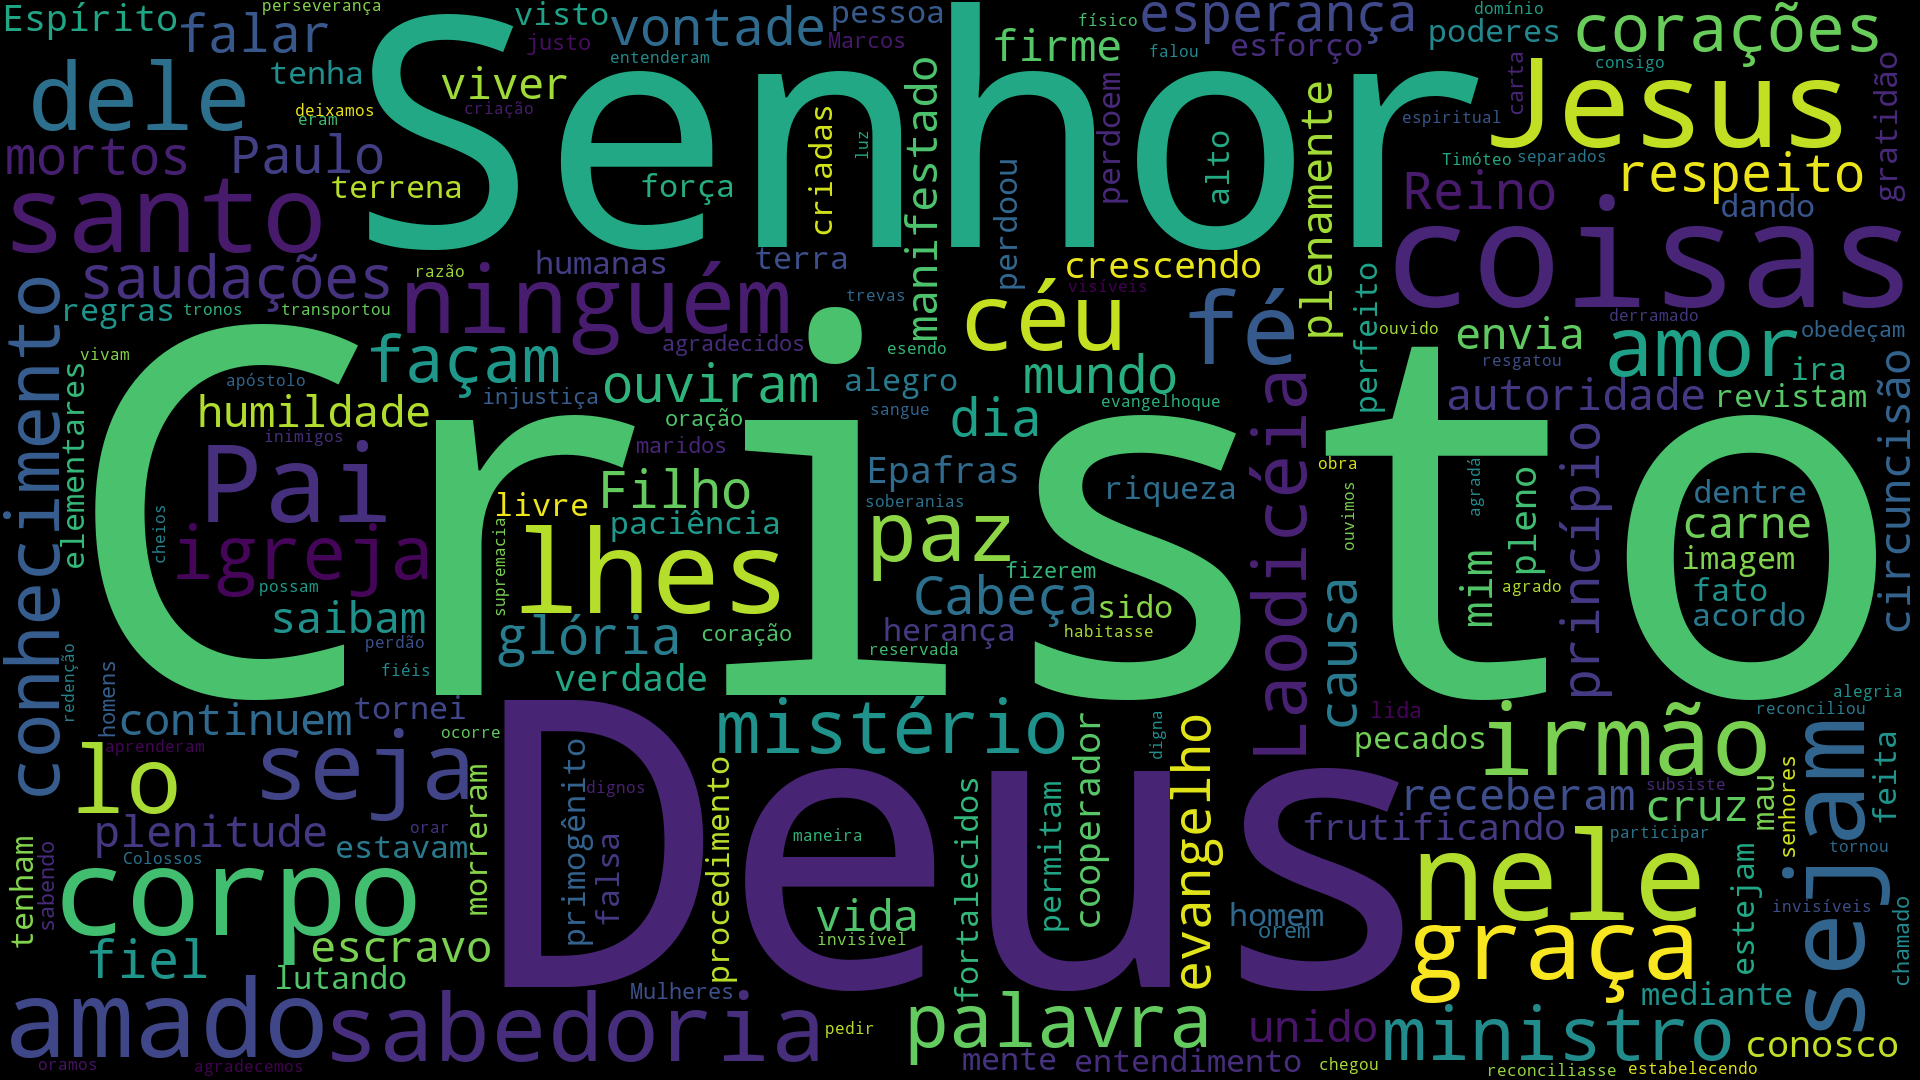 Espírito
perseverança
falar
visto
justo
vontade
entenderam
pessoa
Marcos
Senhor
firme
físico
falou
esperança
esforço
domínio
poderes
consigo
corações
dele
tenha
deixamos
eram
viver
criação
Jesus
carta
espiritual
gratidão
mortos
Paulo
terrena
força
criadas
luz
manifestado
perdoou
perdoem
alto
plenamente
Timóteo
separados
respeito
Reino
dando
santo
coisas
saudações
razão
humanas
terra
crescendo
visíveis
regras
tronos
transportou
ninguém
trevas
céu
fé
perfeito
ouvido
envia
derramado
resgatou
amor
obedeçam
conhecimento
vivam
elementares
façam
agradecidos
esendo
apóstolo
injustiça
ouviram
alegro
sangue
mundo
evangelhoque
Laodicéia
autoridade
ira
revistam
circuncisão
humildade
inimigos
oração
maridos
dia
Cristo
Pai
Filho
livre
Epafras
soberanias
riqueza
obra
ouvimos
agradá
pleno
princípio
dentre
carne
imagem
fato
acordo
cheios
igreja
possam
supremacia
lhes
paciência
paz
fizerem
Cabeça
sido
habitasse
causa
mim
agrado
saibam
perdão
fiéis
glória
coração
herança
reservada
verdade
redenção
homens
continuem
tornei
ocorre
aprenderam
mistério
lida
pecados
irmão
alegria
reconciliou
sejam
lo
seja
Deus
primogênito
dignos
falsa
procedimento
digna
cooperador
evangelho
receberam
subsiste
cruz
mau
senhores
feita
plenitude
orar
morreram
frutificando
participar
tornou
tenham
sabendo
Colossos
estavam
maneira
corpo
vida
invisível
fortalecidos
permitam
homem
orem
nele
estejam
invisíveis
chamado
fiel
escravo
lutando
graça
Mulheres
mediante
amado
sabedoria
pedir
palavra
unido
ministro
conosco
oramos
agradecemos
mente
entendimento
chegou
reconciliasse
estabelecendo